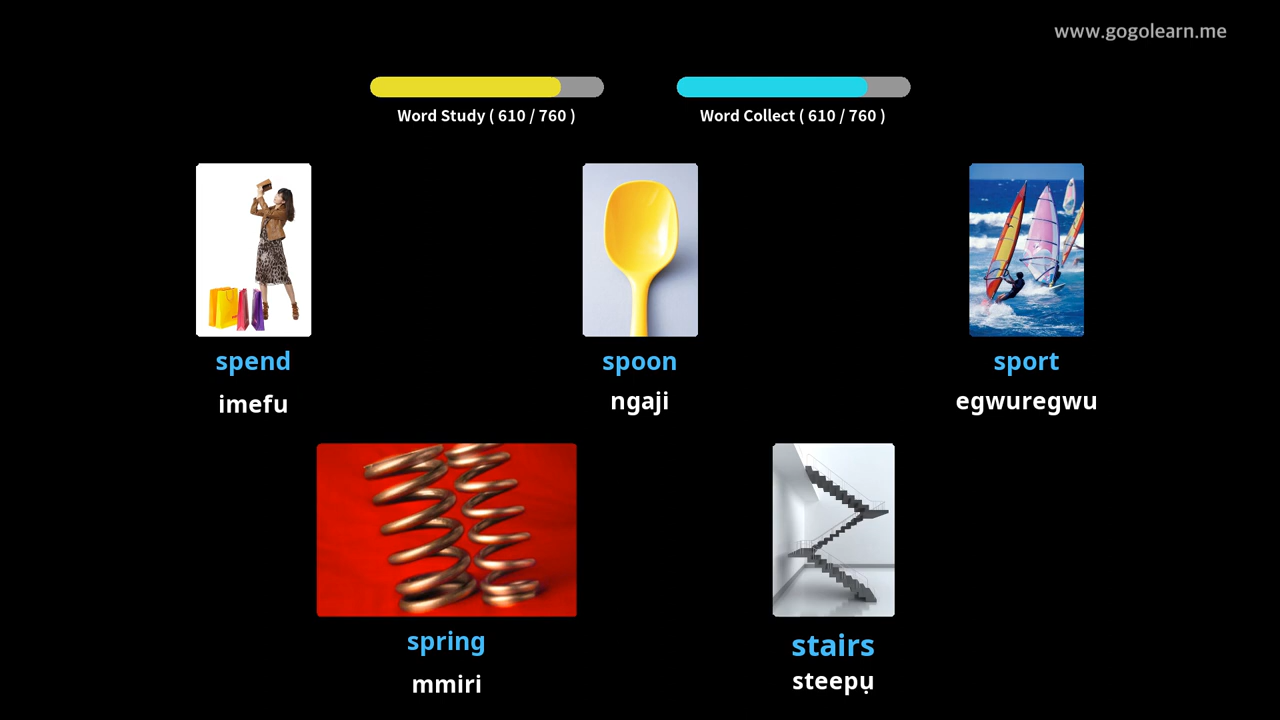 www.gogolearn.me
Word Study ( 610 / 760 )
Word Collect ( 610 / 760 )
spend
imefu
spoon
ngaji
sport
egwuregwu
spring
mmiri
stairs
steepụ